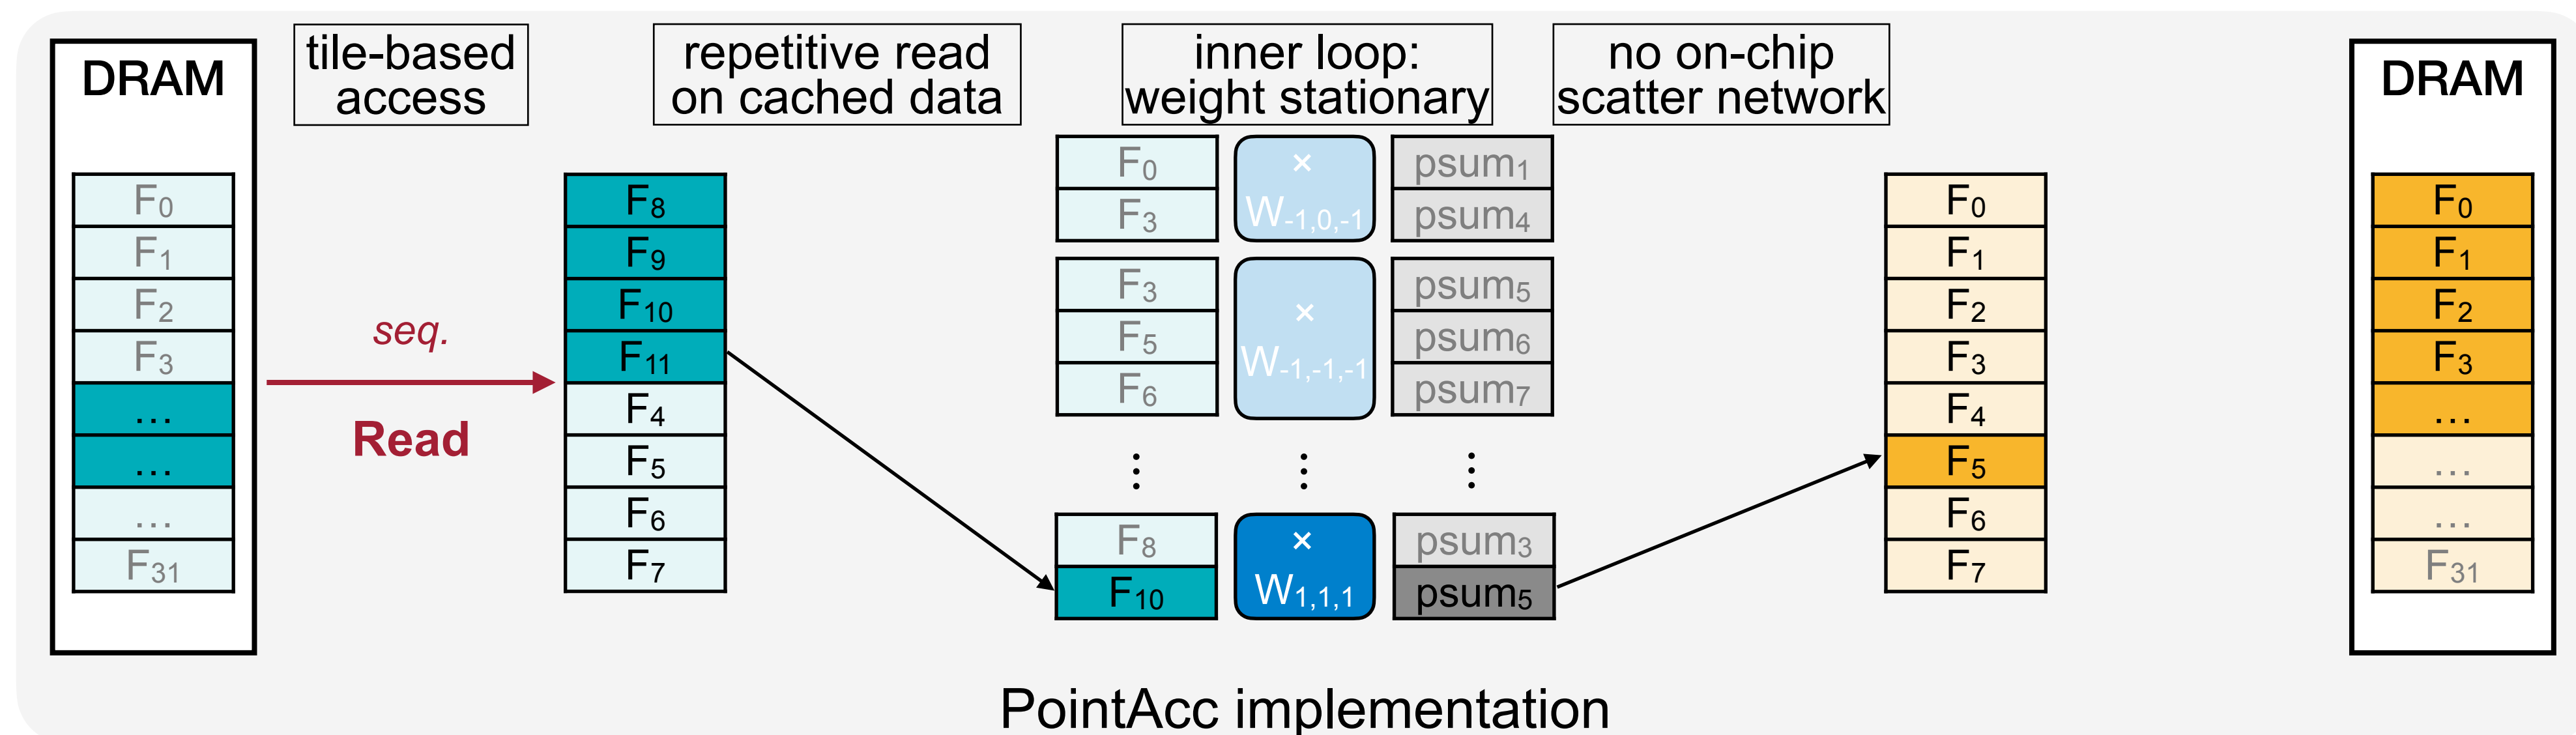 DRAM
tile-based
access
repetitive read
on cached data
inner loop:
weight stationary
no on-chip
scatter network
DRAM
F0
F1
F2
F3
...
...
...
F31
seq.
Read
F8
F9
F10
F11
F4
F5
F6
F7
F0
F3
×
W-1,0,-1
psum1
psum4
F3
F5
F6
×
W-1,-1,-1
psum5
psum6
psum7
⋮ ⋮ ⋮
F8
F10
×
W1,1,1
psum3
psum5
F0
F1
F2
F3
F4
F5
F6
F7
F0
F1
F2
F3
...
...
...
F31
PointAcc implementation